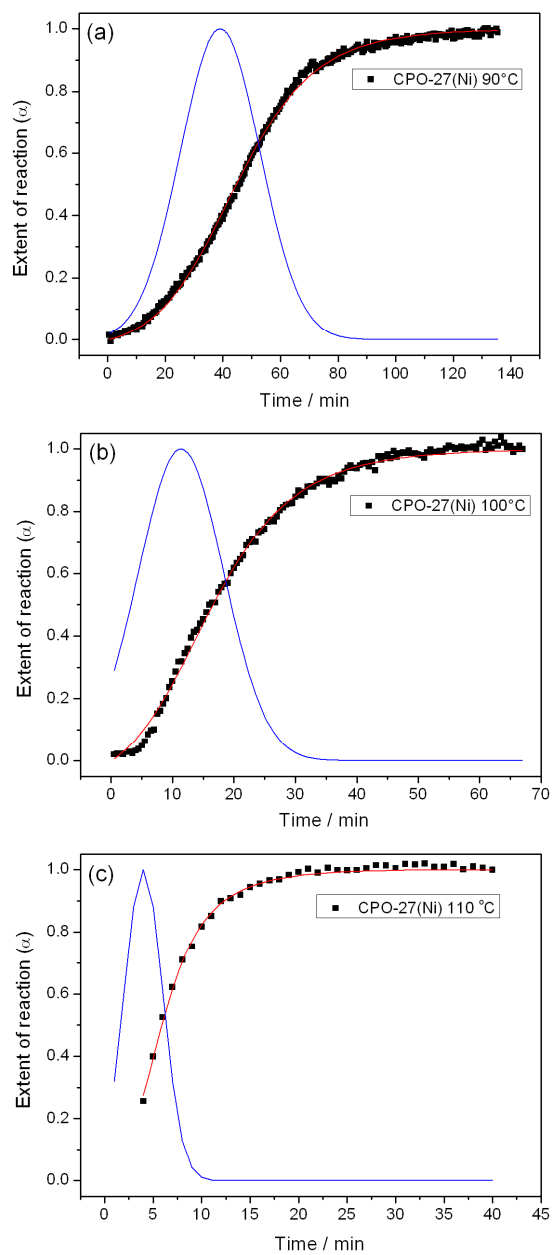 (a)
CPO-27(Ni) 90°C
Extent of reaction (α)
1.0
0.8
0.6
0.4
0.2
0.0
0 20 40 60 80 100 120 140
Time / min
(b)
CPO-27(Ni) 100°C
Extent of reaction (α)
1.0
0.8
0.6
0.4
0.2
0.0
0 10 20 30 40 50 60 70
Time / min
(c)
CPO-27(Ni) 110 °C
Extent of reaction (α)
1.0
0.8
0.6
0.4
0.2
0.0
0 5 10 15 20 25 30 35 40 45
Time / min